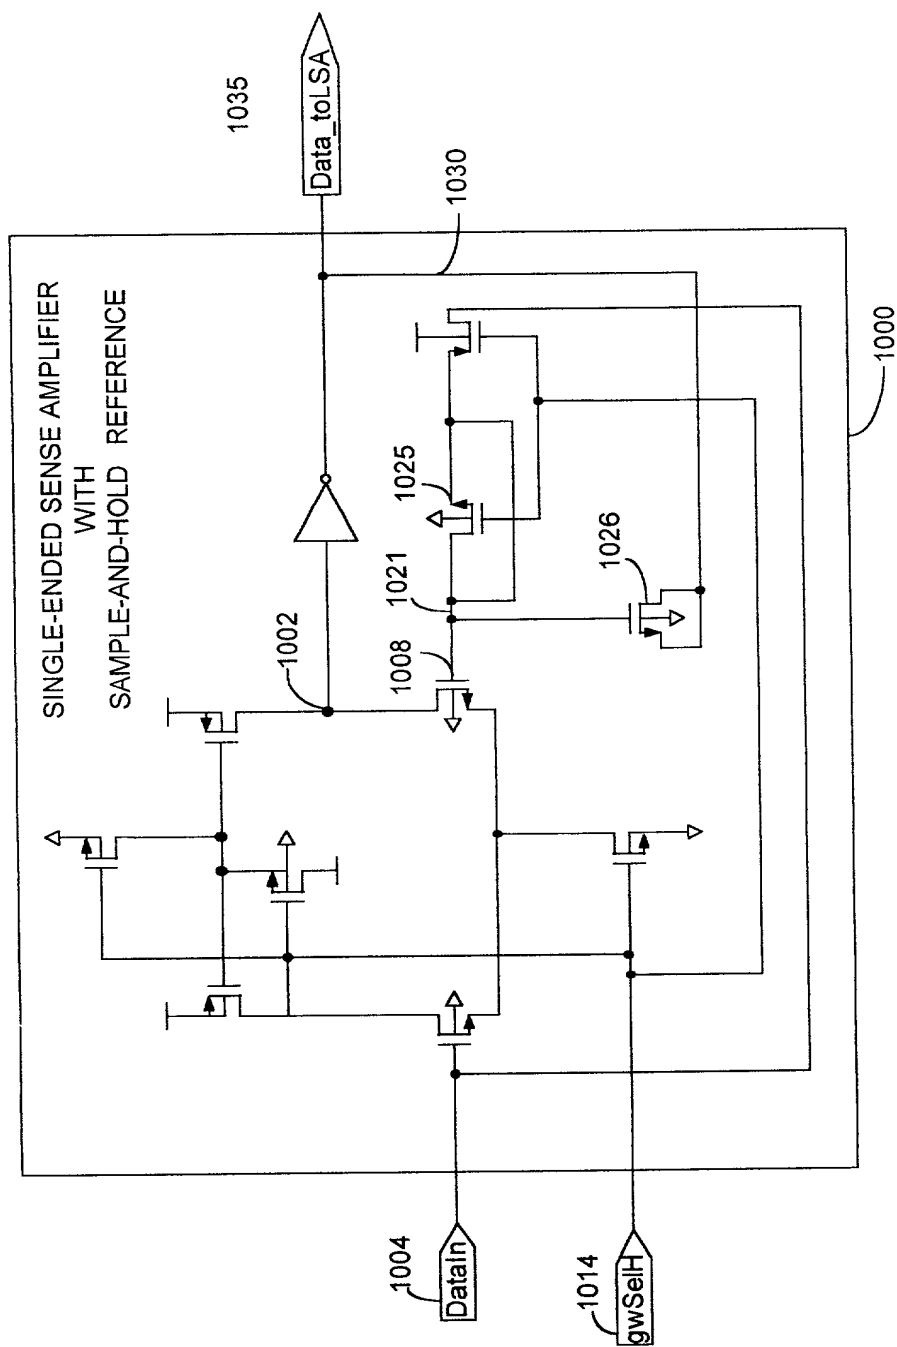 SINGLE-ENDED SENSE AMPLIFIER
WITH
SAMPLE-AND-HOLD REFERENCE
1002
1004
DataIn
1014
gwSelH
1008
1021
1025
1026
1030
1035
Data_toLSA
1000